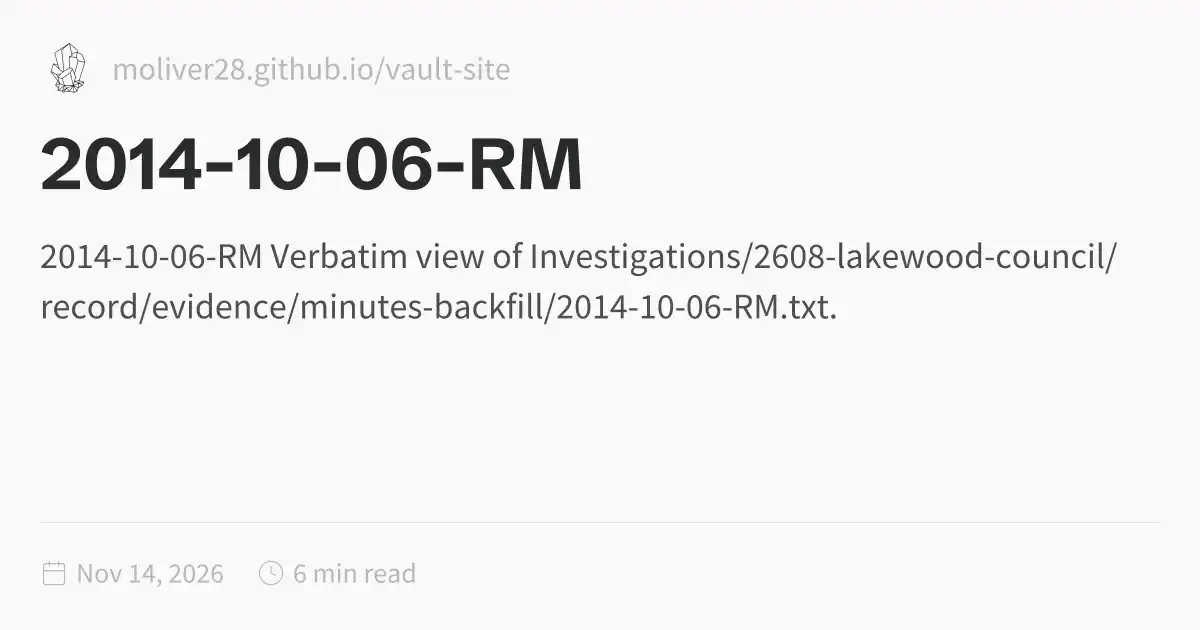 moliver28.github.io/vault-site
2014-10-06-RM
2014-10-06-RM Verbatim view of Investigations/2608-lakewood-council/
record/evidence/minutes-backfill/2014-10-06-RM.txt.
Nov 14, 2026 6 min read